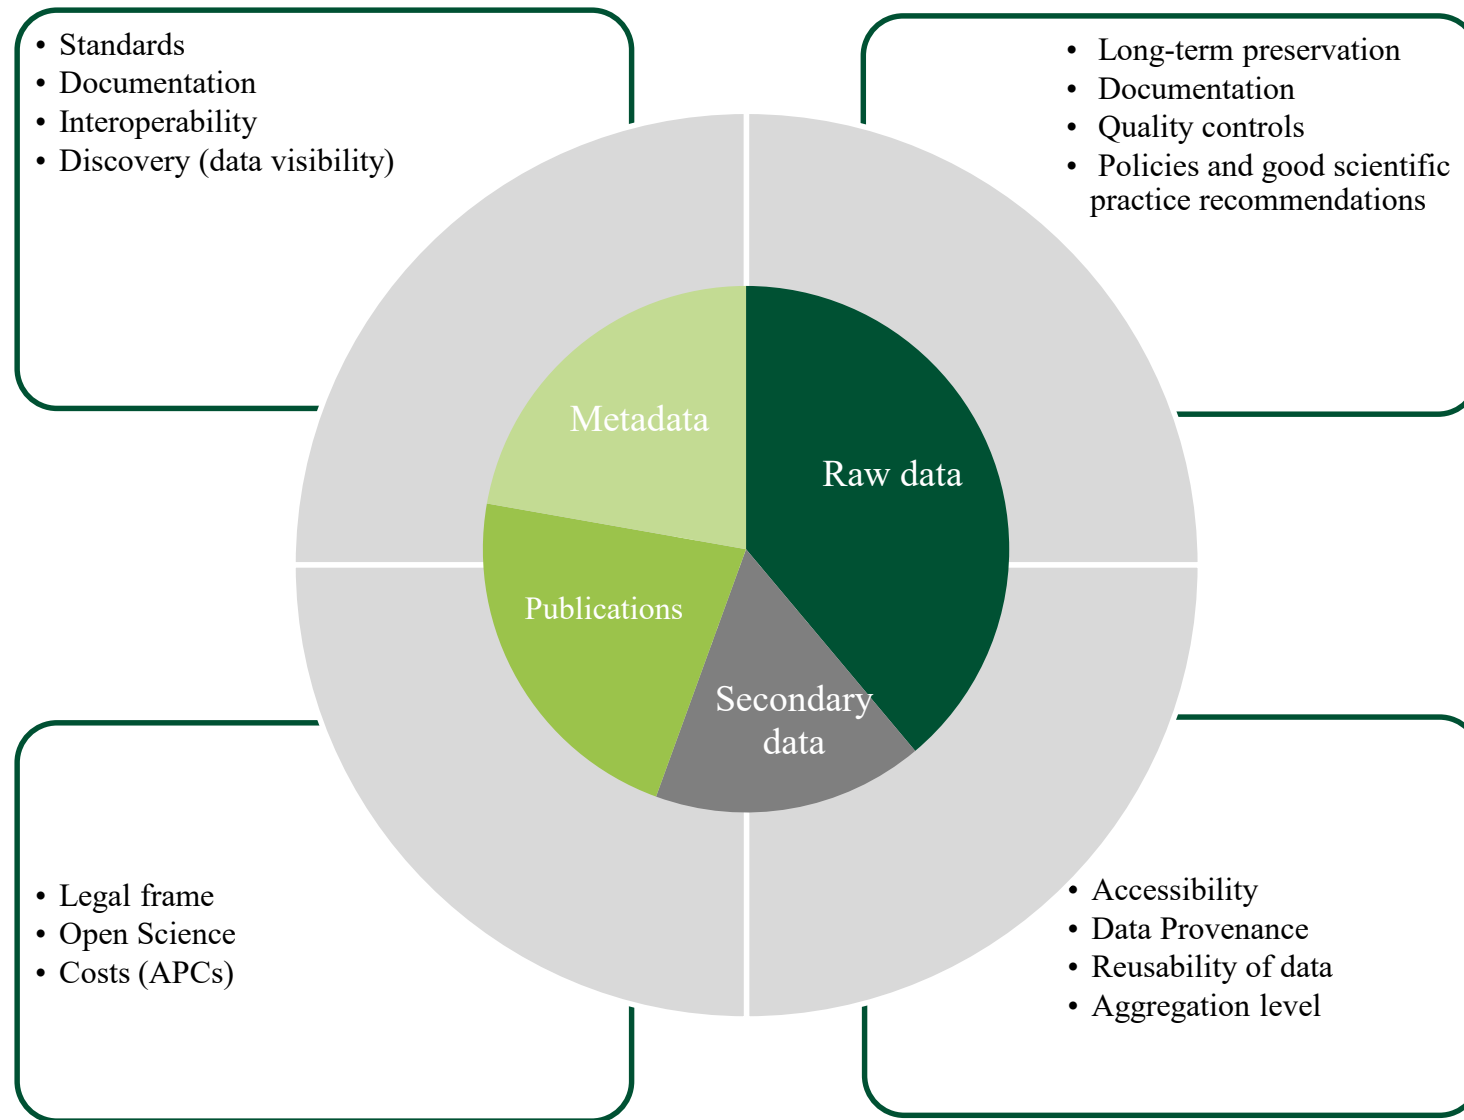 • Standards
• Documentation
• Interoperability
• Discovery (data visibility)
• Long-term preservation
• Documentation
• Quality controls
• Policies and good scientific
practice recommendations
Metadata
Raw data
Publications
Secondary
data
• Legal frame
• Open Science
• Costs (APCs)
• Accessibility
• Data Provenance
• Reusability of data
• Aggregation level